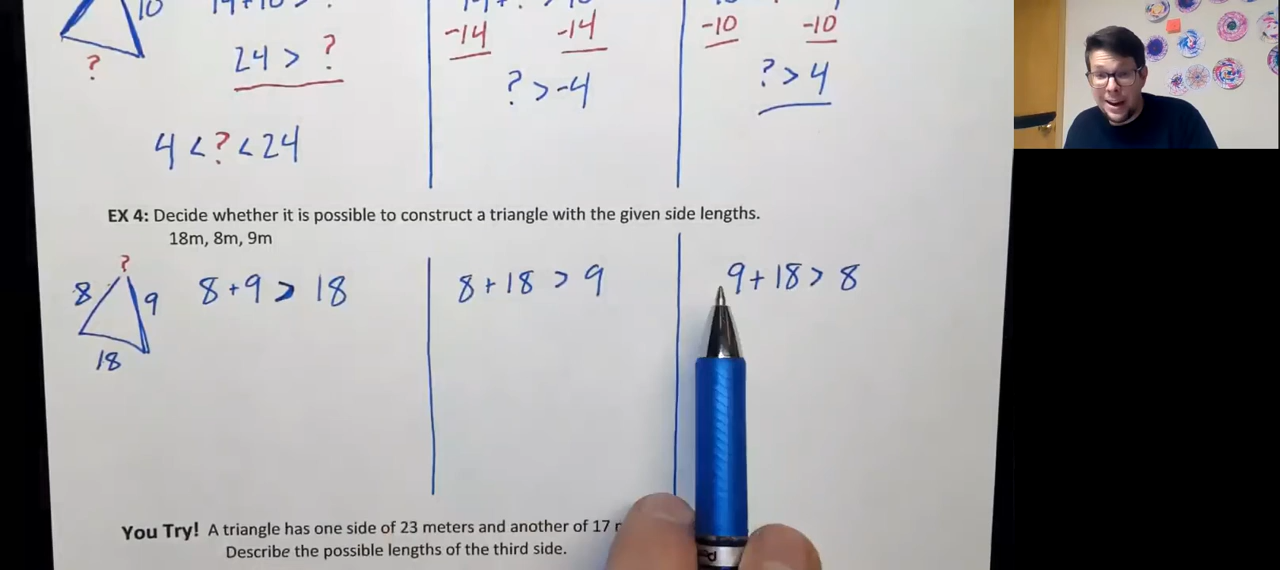 10
24 > ?
?
4 < ? < 24
-14 -14
? > -4
-10 -10
? > 4
EX 4: Decide whether it is possible to construct a triangle with the given side lengths.
18m, 8m, 9m
?
8 9
18
8 + 9 > 18
8 + 18 > 9
9 + 18 > 8
You Try! A triangle has one side of 23 meters and another of 17
Describe the possible lengths of the third side.